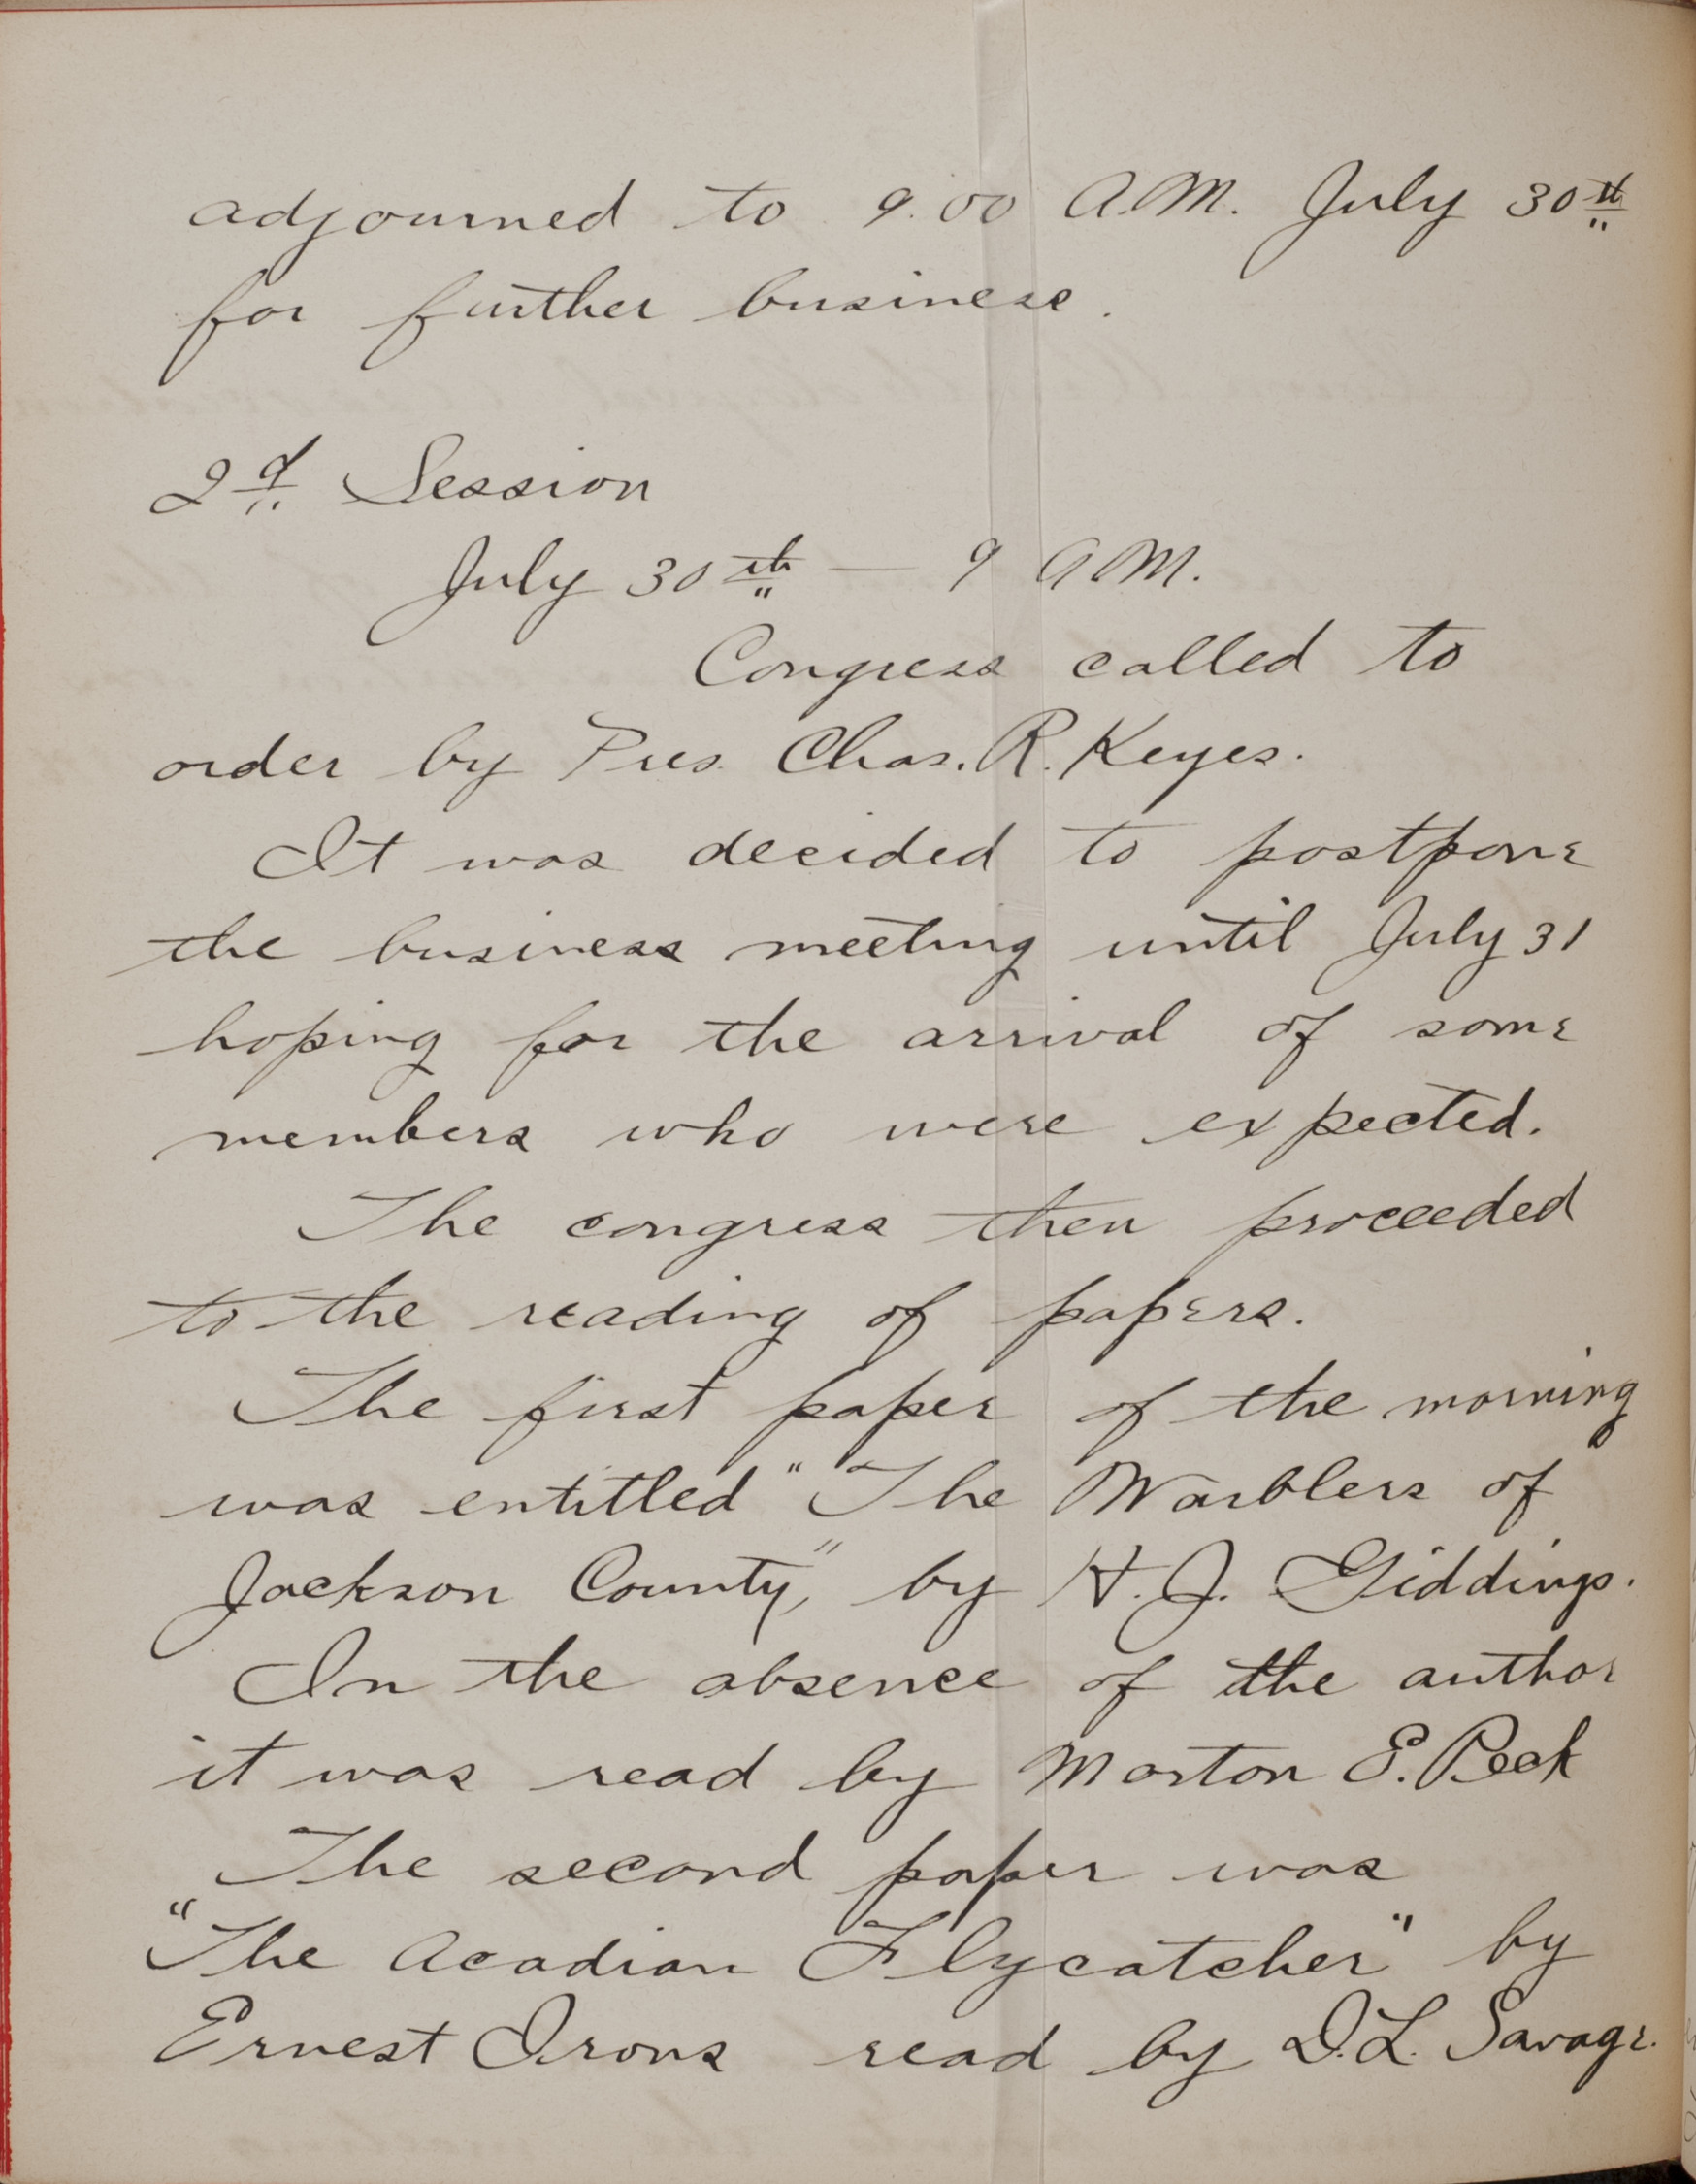 adjourned to 9.00 A.M. July 30th
for further business.
2d Session
July 30th — 9 A M.
Congress called to
order by Pres. Chas. R. Keyes.
It was decided to postpone
the business meeting until July 31
hoping for the arrival of some
members who were expected.
The congress then proceeded
to the reading of papers.
The first paper of the morning
was entitled "The Warblers of
Jackson County," by H. J. Giddings.
In the absence of the author
it was read by Morton E. Peck
The second paper was
"The Acadian Flycatcher" by
Ernest Irons read by D. L. Savage.